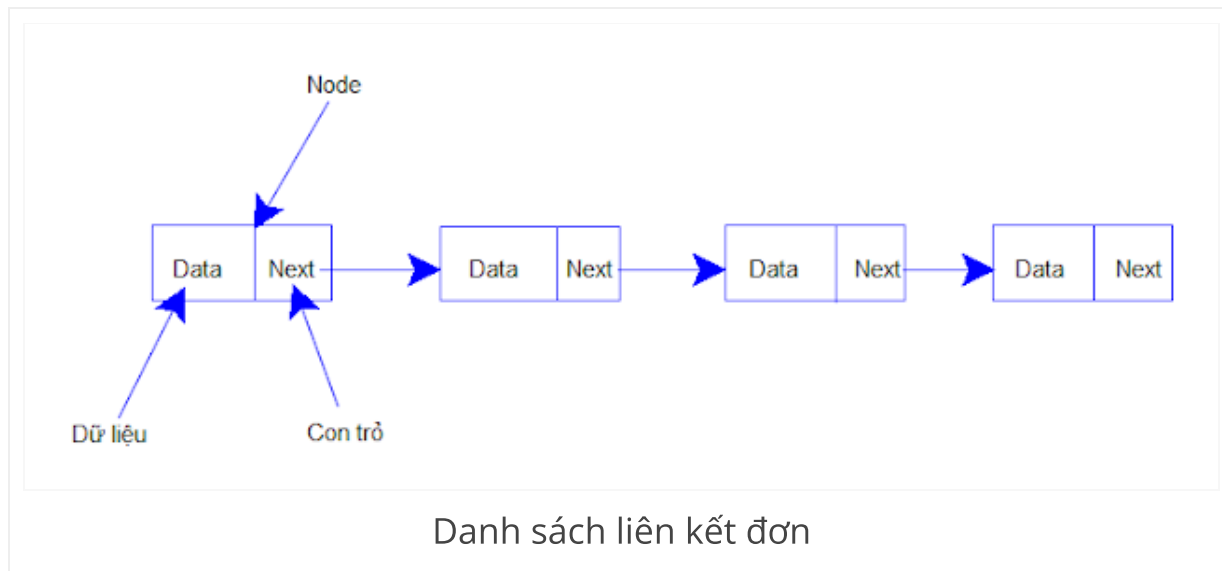 Node
Data Next Data Next Data Next Data Next
Dữ liệu Con trỏ
Danh sách liên kết đơn